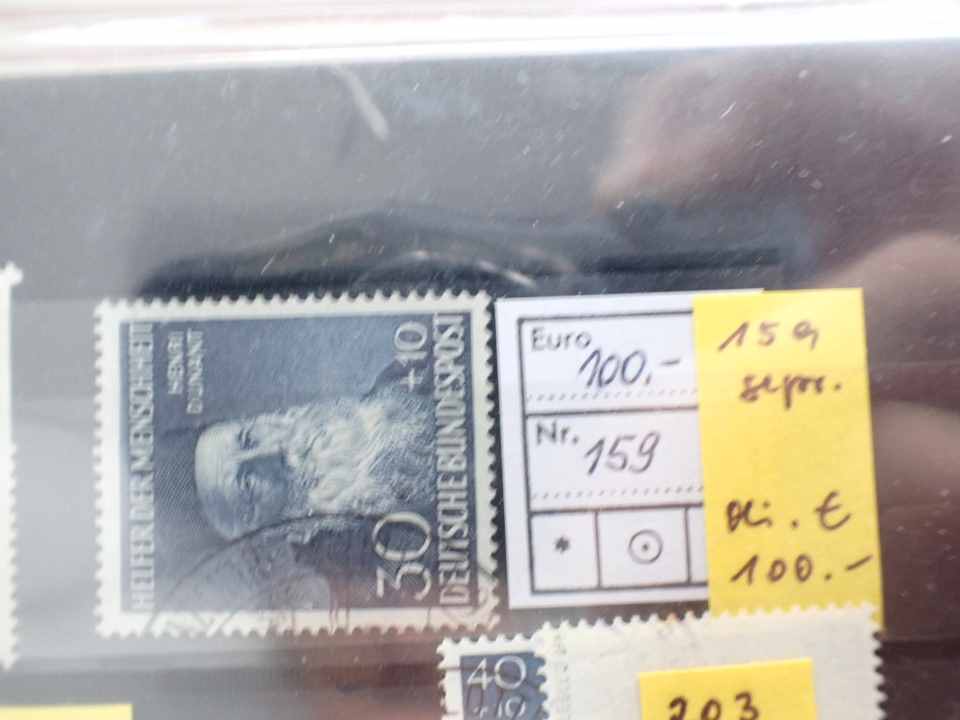 HELFER DER MENSCHHEIT
HENRI
DUNANT
30
+10
DEUTSCHE BUNDESPOST
Euro
100.-
Nr.
159
*
159
gepr.
Mi. €
100.-
40
+10
203